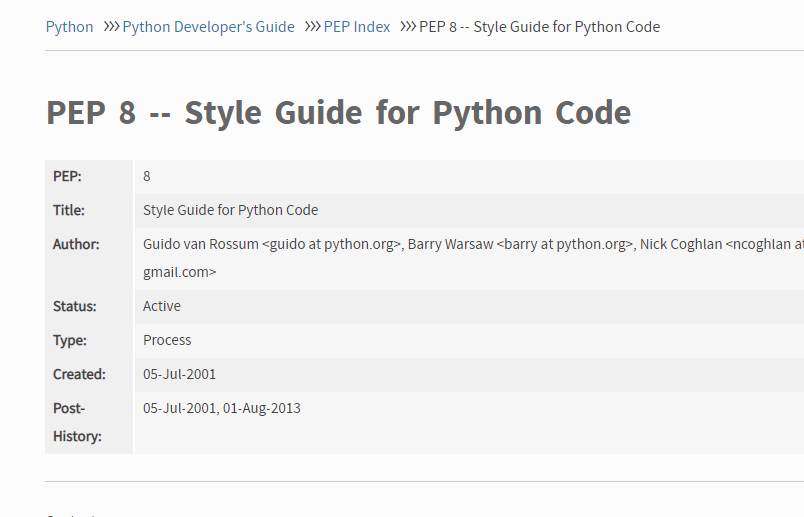 Python >>> Python Developer's Guide >>> PEP Index >>> PEP 8 -- Style Guide for Python Code
PEP 8 -- Style Guide for Python Code
PEP: 8
Title: Style Guide for Python Code
Author: Guido van Rossum <guido at python.org>, Barry Warsaw <barry at python.org>, Nick Coghlan <ncoghlan at
gmail.com>
Status: Active
Type: Process
Created: 05-Jul-2001
Post- 05-Jul-2001, 01-Aug-2013
History: